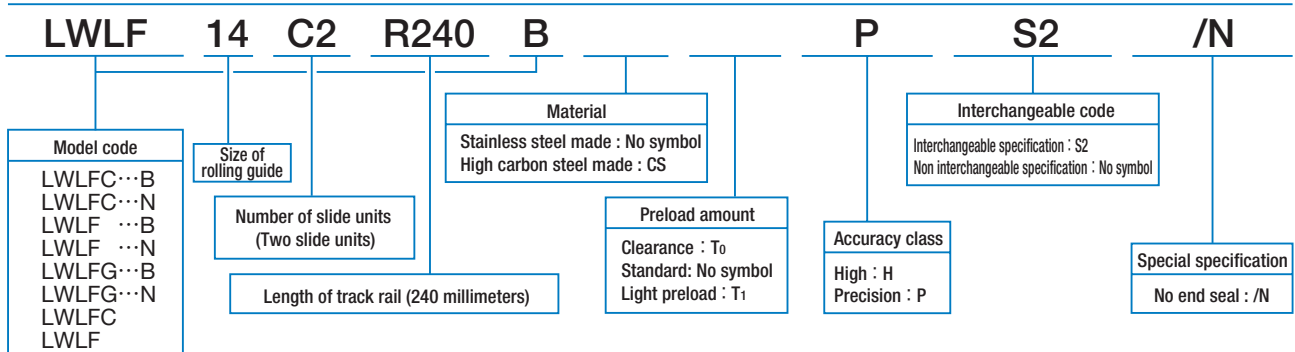 LWLF 14 C2 R240 B P S2 /N
Model code
LWLFC⋯B
LWLFC⋯N
LWLF ⋯B
LWLF ⋯N
LWLFG⋯B
LWLFG⋯N
LWLFC
LWLF
Size of
rolling guide
Number of slide units
(Two slide units)
Length of track rail (240 millimeters)
Material
Stainless steel made : No symbol
High carbon steel made : CS
Preload amount
Clearance : T₀
Standard: No symbol
Light preload : T₁
Accuracy class
High : H
Precision : P
Interchangeable code
Interchangeable specification : S2
Non interchangeable specification : No symbol
Special specification
No end seal : /N